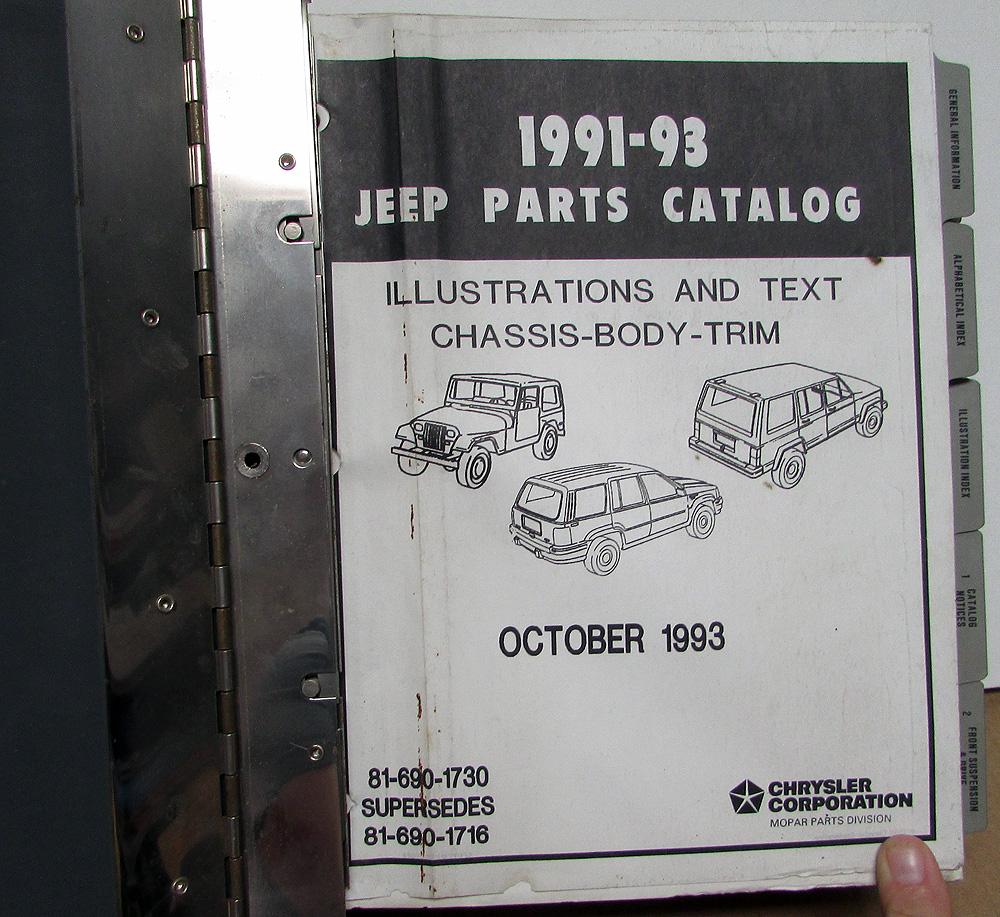 1991-93
JEEP PARTS CATALOG
ILLUSTRATIONS AND TEXT
CHASSIS-BODY-TRIM
OCTOBER 1993
81-690-1730
SUPERSEDES
81-690-1716
CHRYSLER
CORPORATION
MOPAR PARTS DIVISION
GENERAL INFORMATION
ALPHABETICAL INDEX
ILLUSTRATION INDEX
1 CATALOG
NOTICES
2 FRONT SUSPENSION
& DRIVE